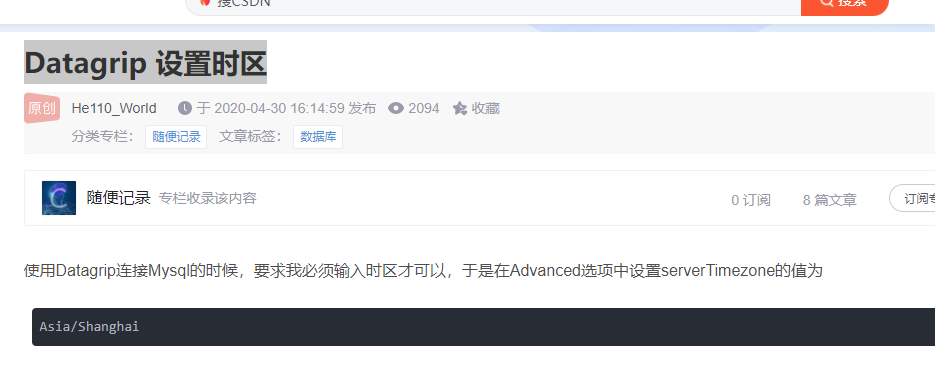 搜CSDN
搜索
Datagrip 设置时区
原创 He110_World 于 2020-04-30 16:14:59 发布 2094 收藏
分类专栏： 随便记录 文章标签： 数据库
随便记录 专栏收录该内容 0 订阅 8 篇文章 订阅专
使用Datagrip连接Mysql的时候，要求我必须输入时区才可以，于是在Advanced选项中设置serverTimezone的值为
Asia/Shanghai